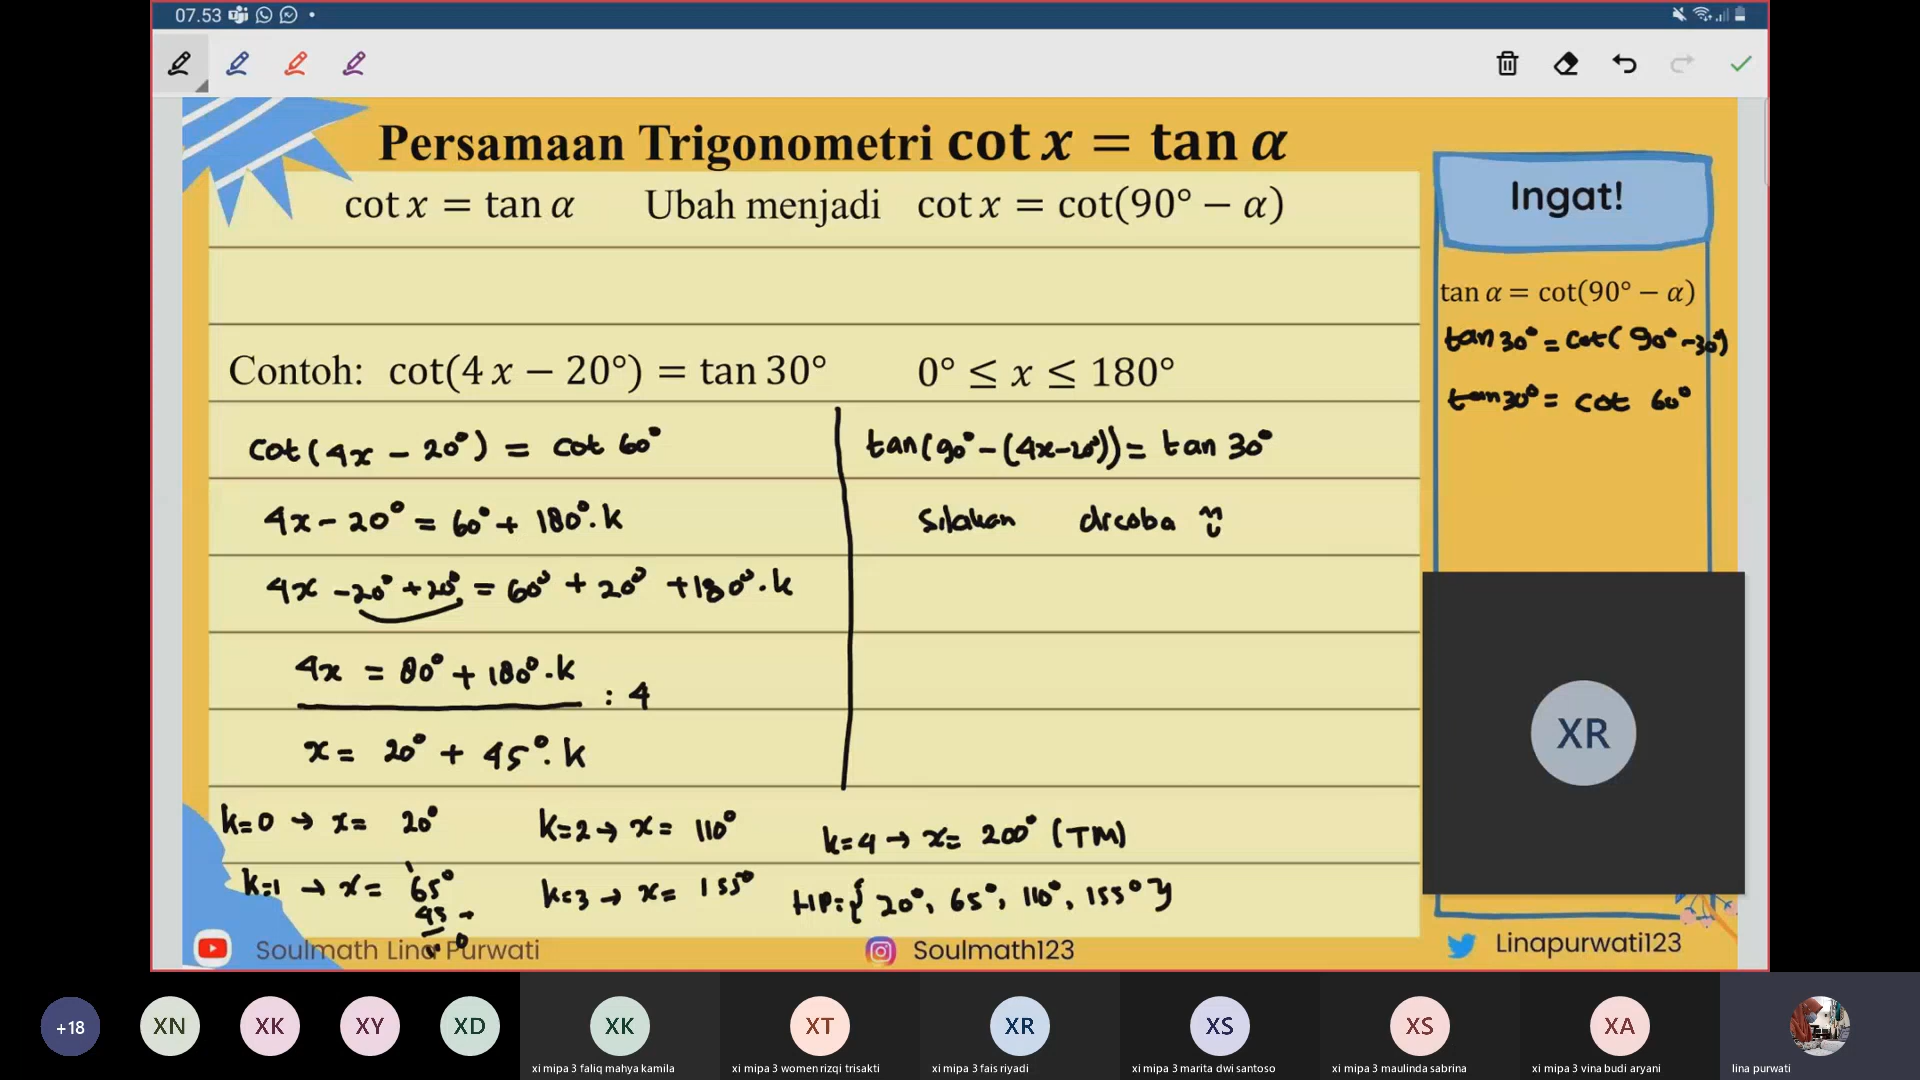 07.53
Persamaan Trigonometri cot x = tan α
cot x = tan α Ubah menjadi cot x = cot(90° − α)
Contoh: cot(4 x − 20°) = tan 30° 0° ≤ x ≤ 180°
cot(4x − 20°) = cot 60°
4x − 20° = 60° + 180°.k
4x − 20° + 20° = 60° + 20° + 180°.k
4x = 80° + 180°.k : 4
x = 20° + 45°.k
tan(90° − (4x−20°)) = tan 30°
Silahan dicoba
k=0 → x= 20°
k=1 → x= 65°
45 +
k=2 → x= 110°
k=3 → x= 155°
k=4 → x= 200° (TM)
HP={ 20°, 65°, 110°, 155° }
Ingat!
tan α = cot(90° − α)
tan 30° = cot( 90° − 30°)
tan 30° = cot 60°
XR
Soulmath Lina Purwati
Soulmath123
Linapurwati123
+18
XN
XK
XY
XD
XK
xi mipa 3 faliq mahya kamila
XT
xi mipa 3 women rizqi trisakti
XR
xi mipa 3 fais riyadi
XS
xi mipa 3 marita dwi santoso
XS
xi mipa 3 maulinda sabrina
XA
xi mipa 3 vina budi aryani
lina purwati